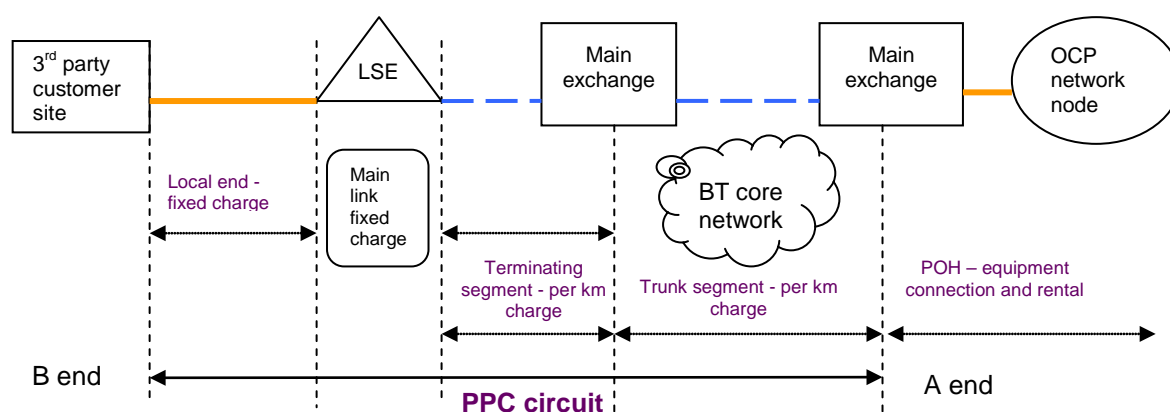 3rd party
customer
site
LSE
Main
exchange
Main
exchange
OCP
network
node
Local end -
fixed charge
Main
link
fixed
charge
BT core
network
Terminating
segment - per km
charge
Trunk segment - per km
charge
POH – equipment
connection and rental
B end
PPC circuit
A end